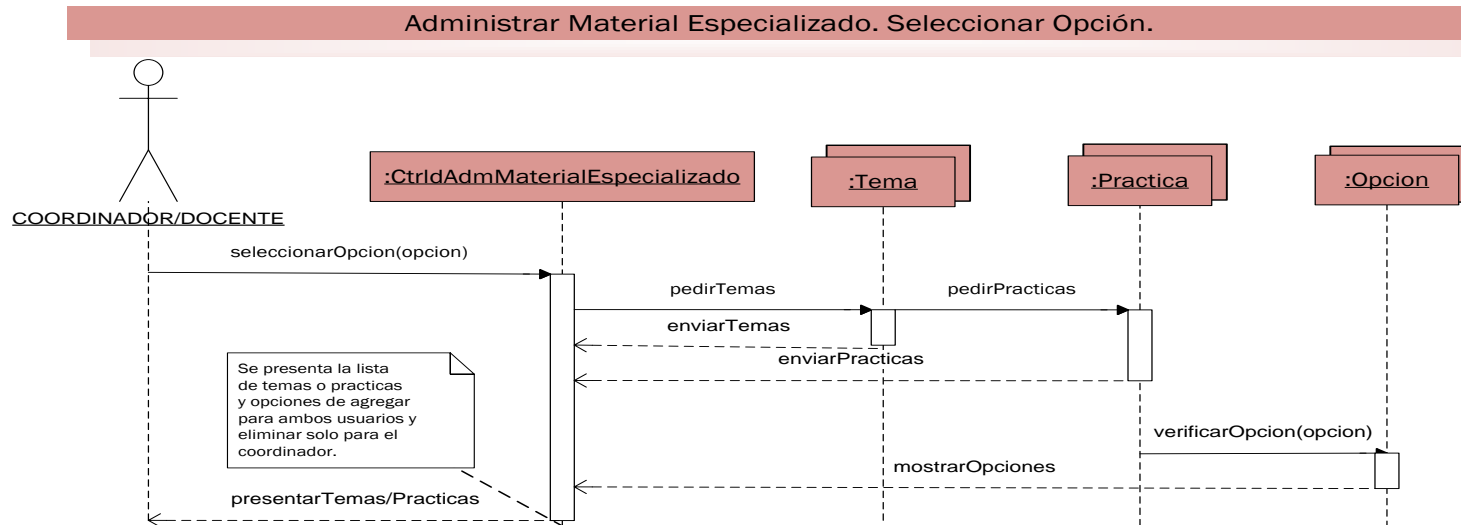 Administrar Material Especializado. Seleccionar Opción.
:CtrldAdmMaterialEspecializado
:Tema
:Practica
:Opcion
COORDINADOR/DOCENTE
seleccionarOpcion(opcion)
pedirTemas
pedirPracticas
enviarTemas
enviarPracticas
Se presenta la lista
de temas o practicas
y opciones de agregar
para ambos usuarios y
eliminar solo para el
coordinador.
verificarOpcion(opcion)
mostrarOpciones
presentarTemas/Practicas